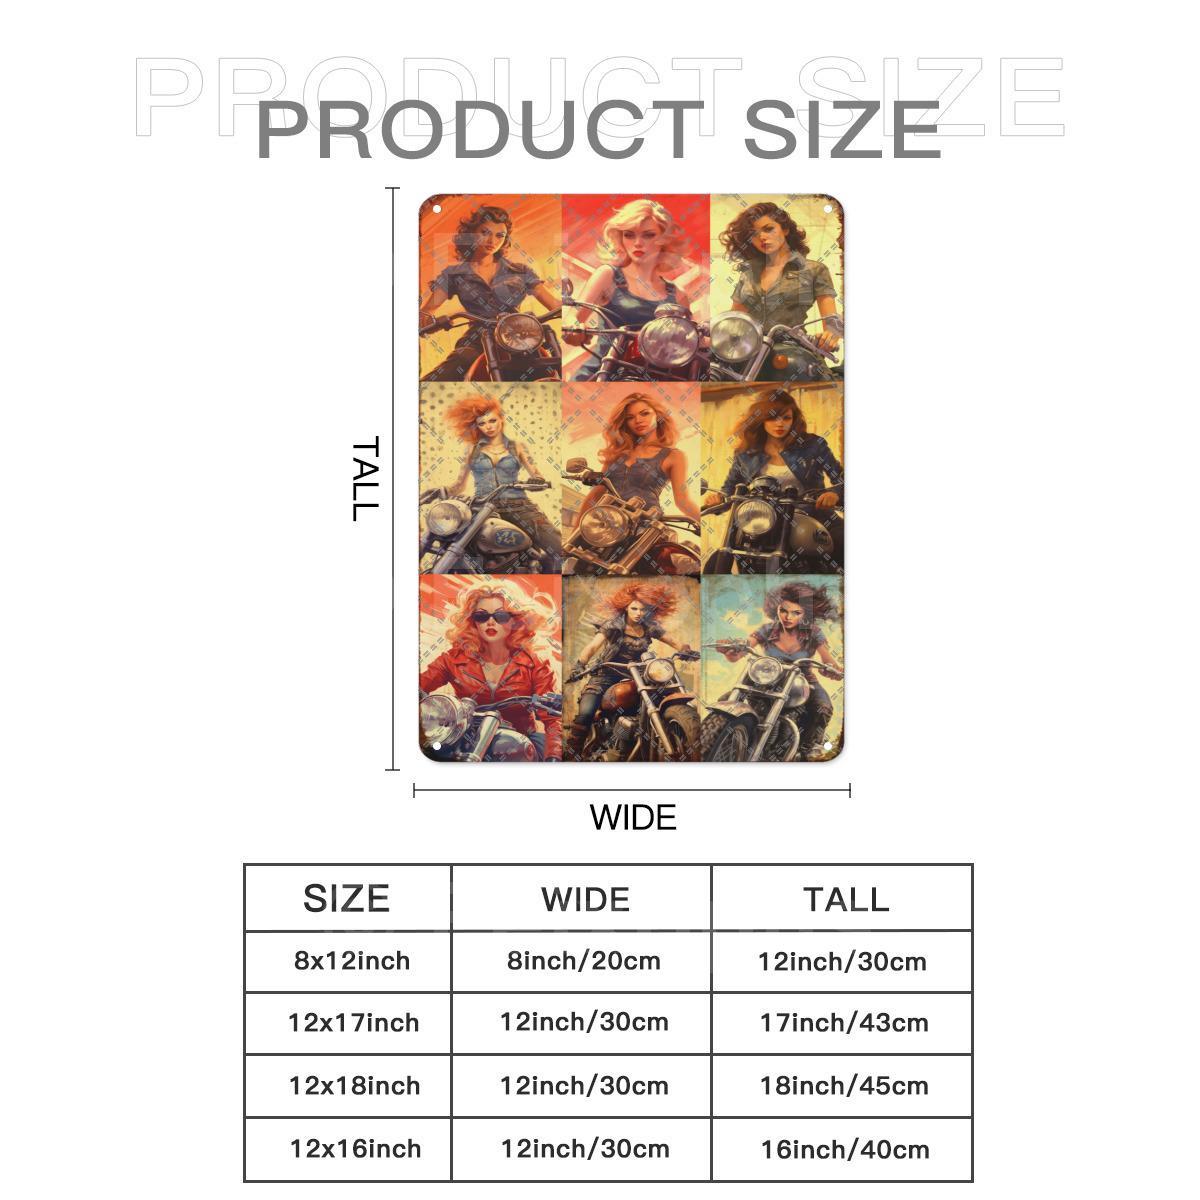 PRODUCT SIZE
PRODUCT SIZE
TALL
WIDE
SIZE WIDE TALL
8x12inch 8inch/20cm 12inch/30cm
12x17inch 12inch/30cm 17inch/43cm
12x18inch 12inch/30cm 18inch/45cm
12x16inch 12inch/30cm 16inch/40cm